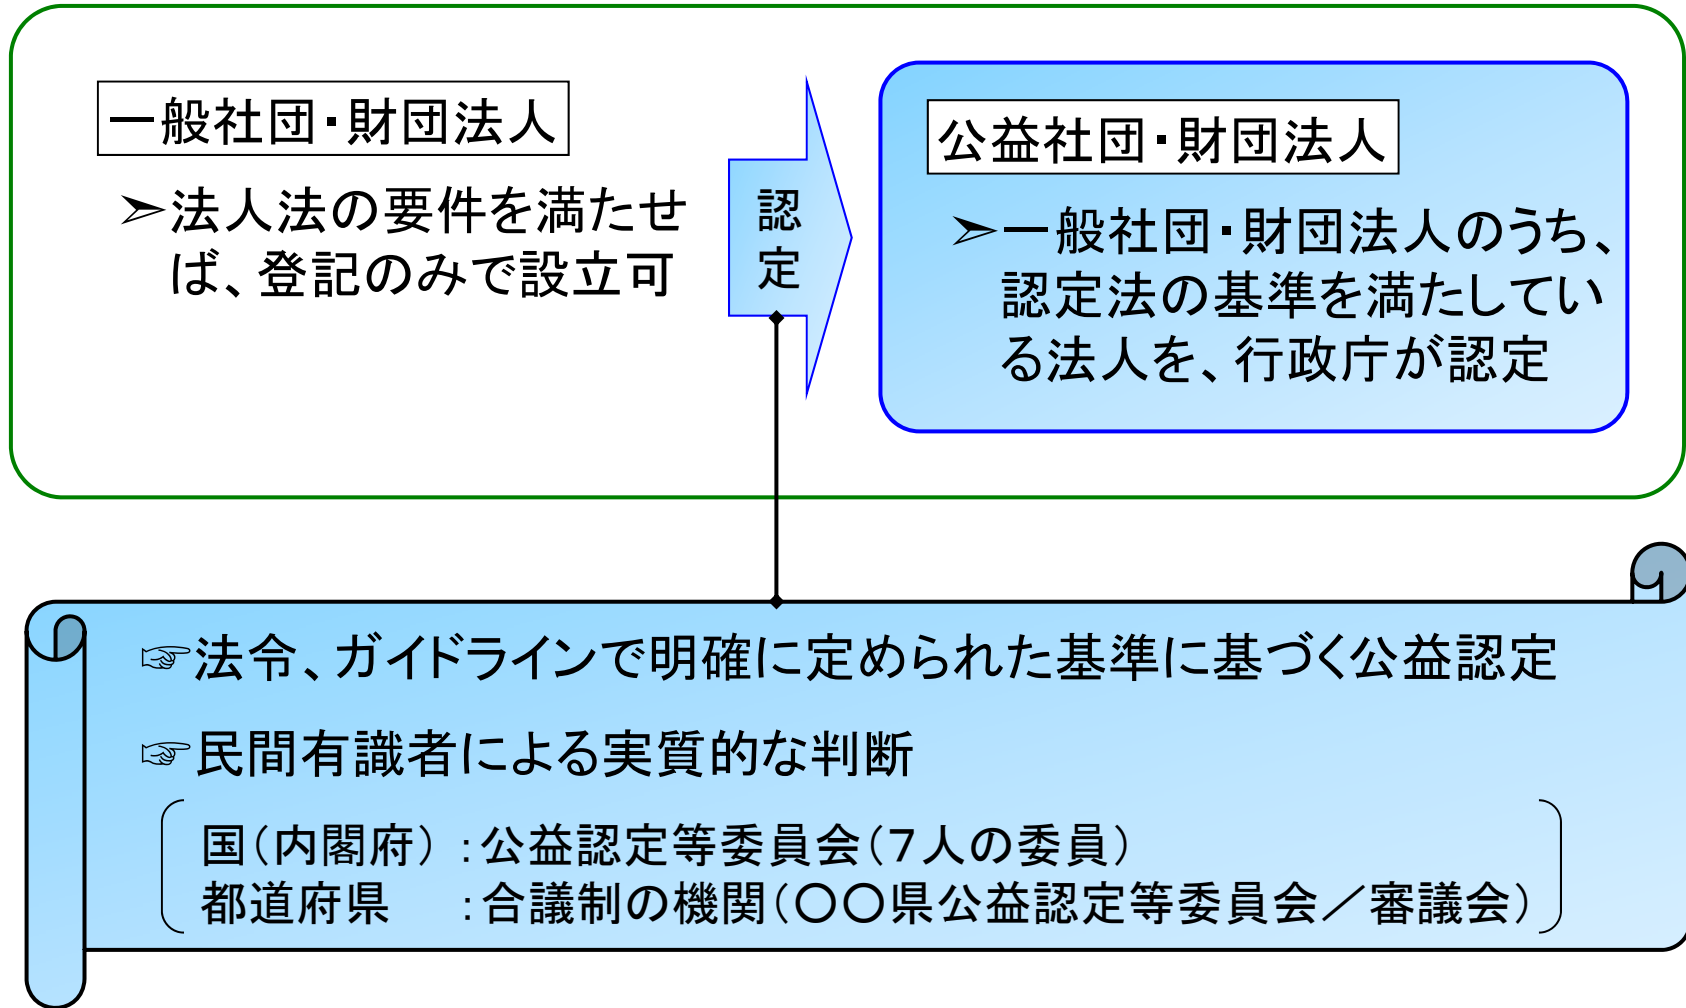 一般社団・財団法人
➣法人法の要件を満たせ
ば、登記のみで設立可
認
定
公益社団・財団法人
➣一般社団・財団法人のうち、
認定法の基準を満たしてい
る法人を、行政庁が認定
☞法令、ガイドラインで明確に定められた基準に基づく公益認定
☞民間有識者による実質的な判断
国（内閣府）：公益認定等委員会（７人の委員）
都道府県　：合議制の機関（〇〇県公益認定等委員会／審議会）